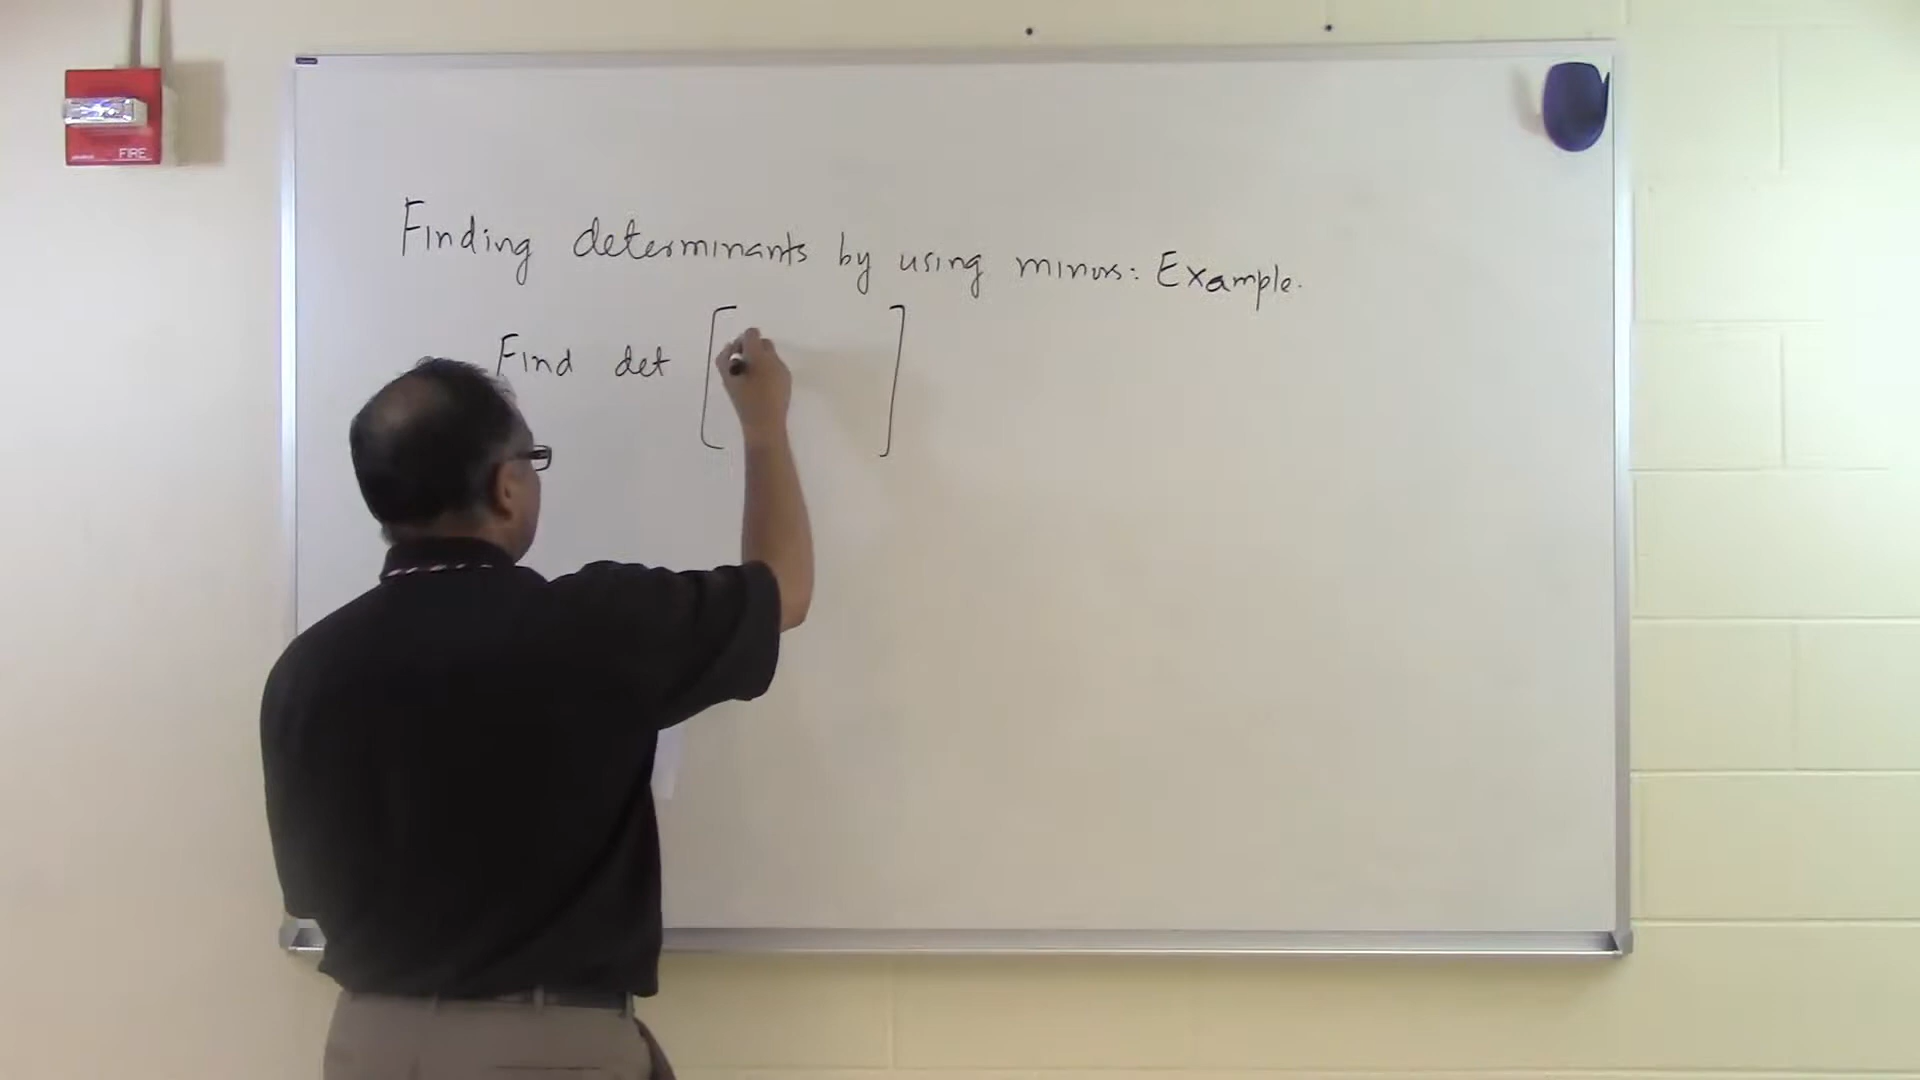 FIRE
Finding determinants by using minors: Example.
Find det